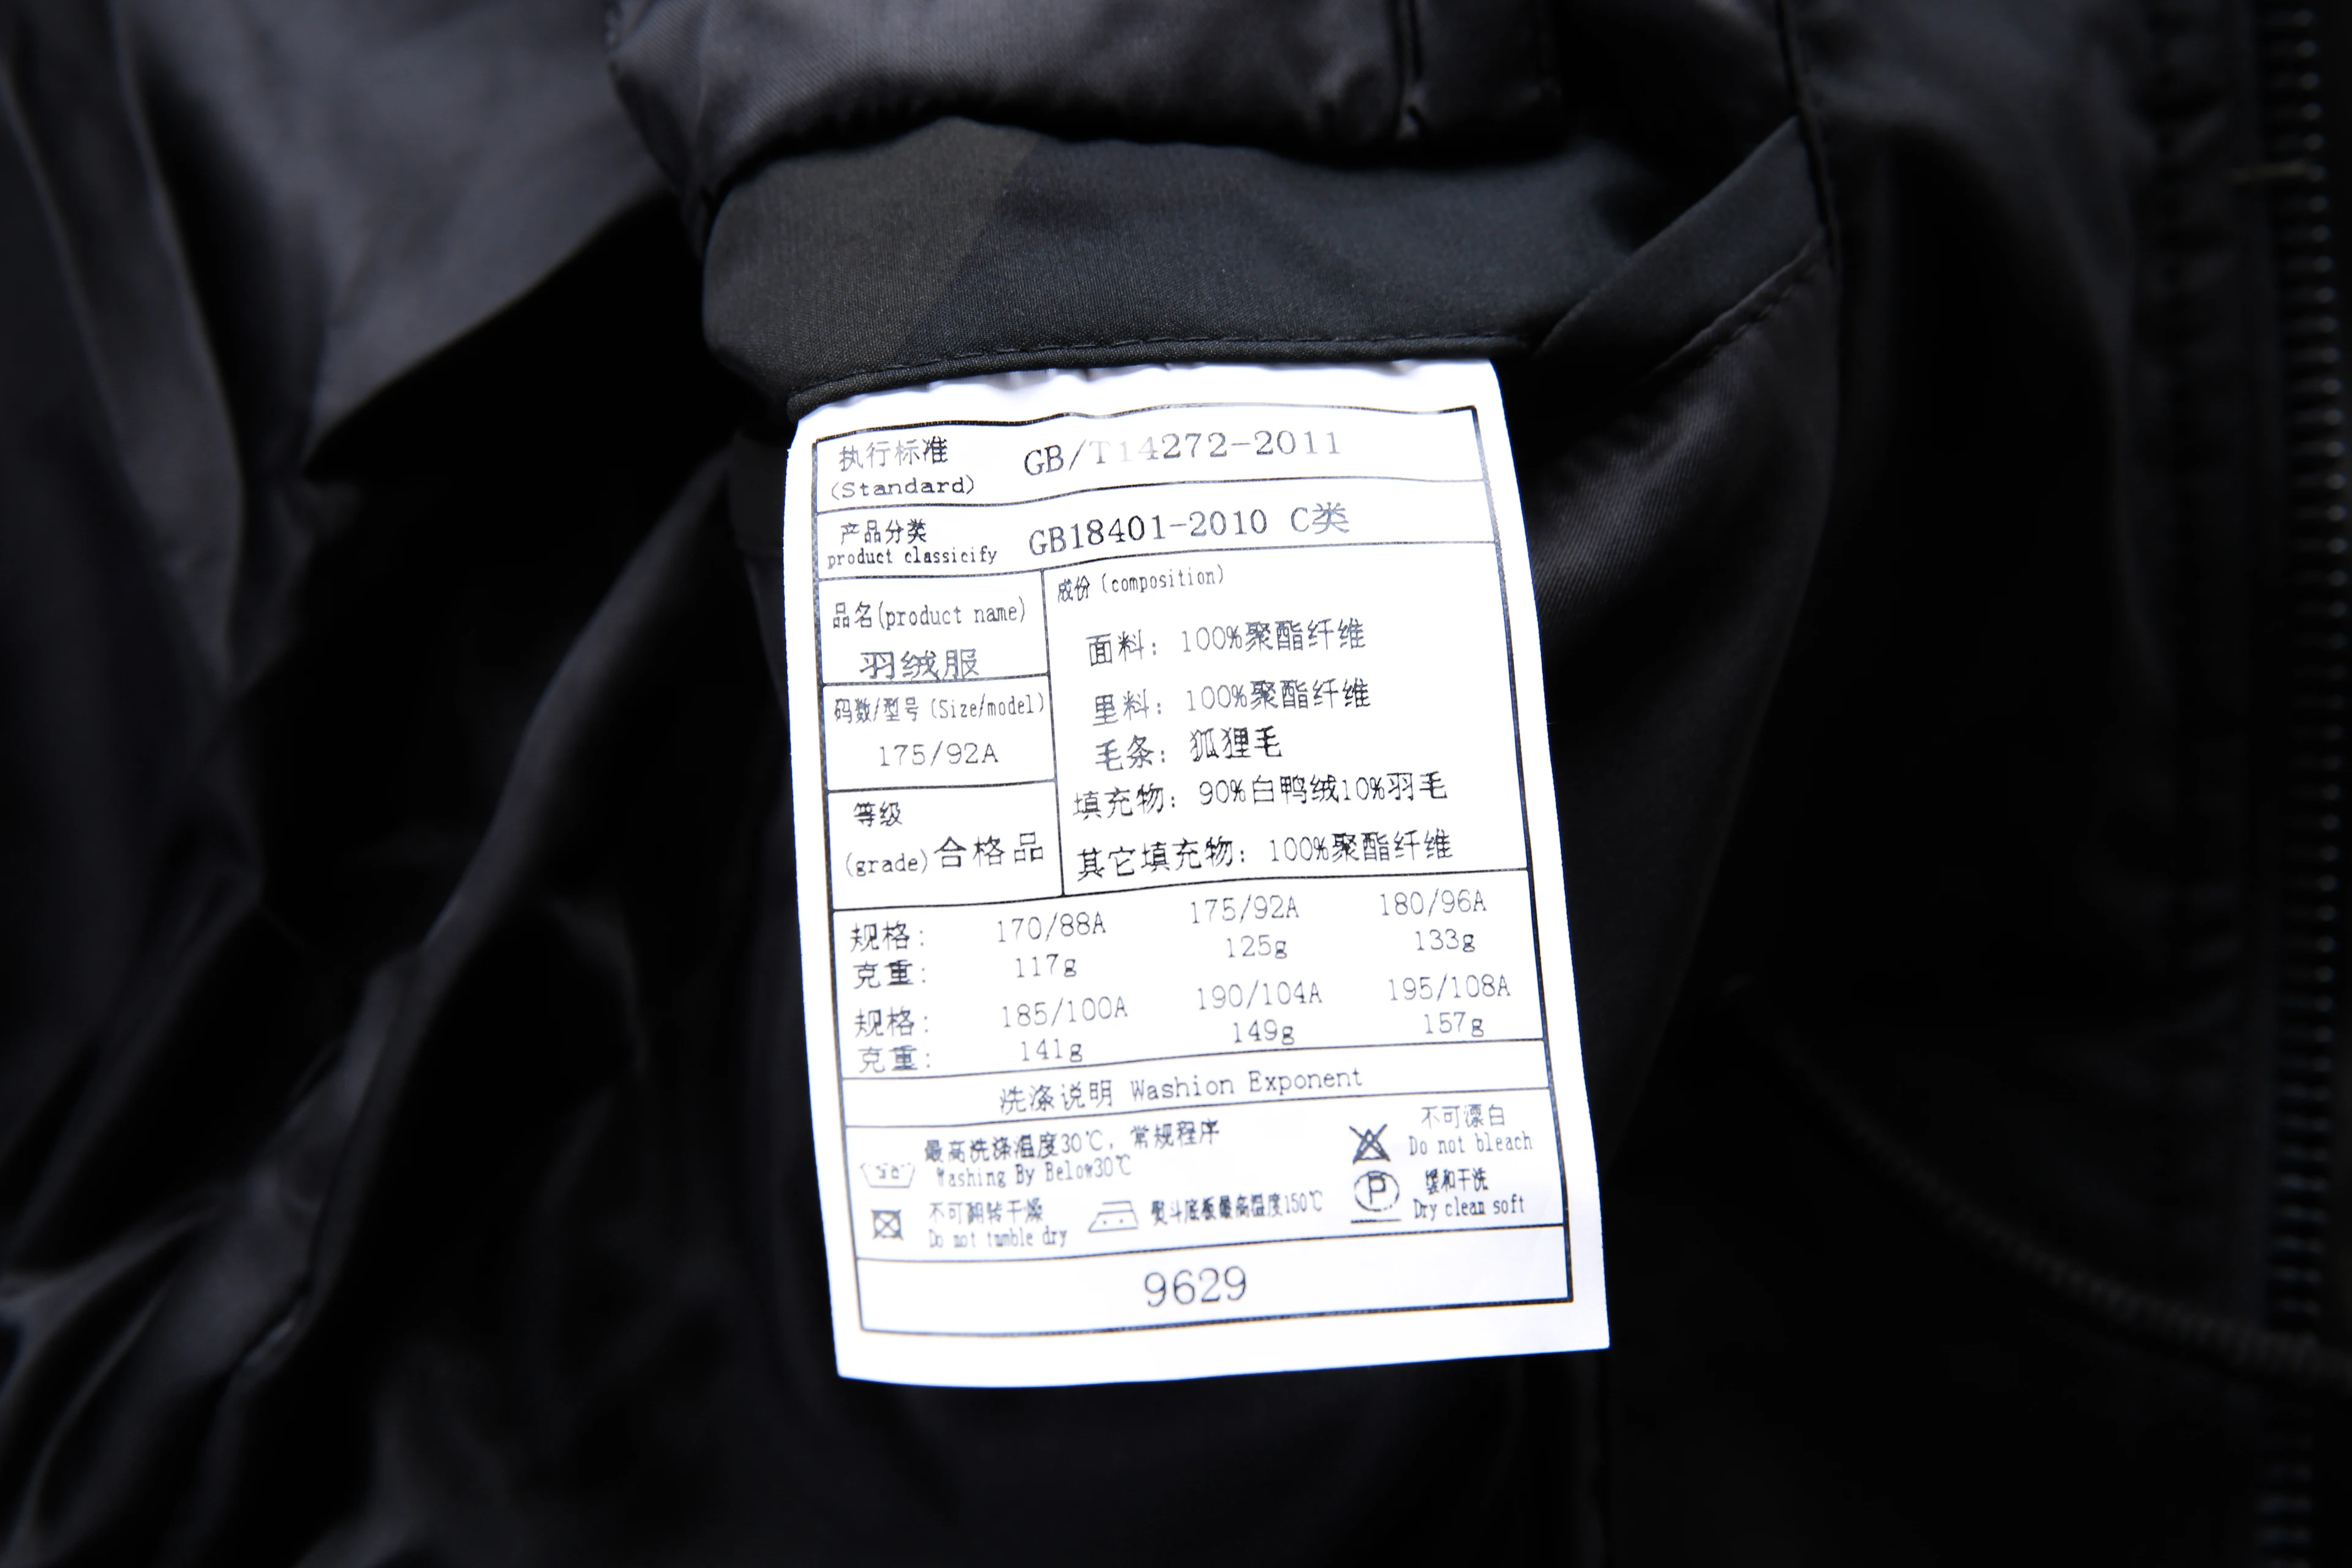 执行标准
(Standard)
GB/T14272-2011
产品分类
product classicify
GB18401-2010 C类
品名(product name)
羽绒服
码数/型号(Size/model)
175/92A
等级
(grade)合格品
成份(composition)
面料：100%聚酯纤维
里料：100%聚酯纤维
毛条：狐狸毛
填充物：90%白鸭绒10%羽毛
其它填充物：100%聚酯纤维
规格： 170/88A 175/92A 180/96A
克重： 117g 125g 133g
规格： 185/100A 190/104A 195/108A
克重： 141g 149g 157g
洗涤说明 Washion Exponent
最高洗涤温度30℃，常规程序
Washing By Below30℃
不可漂白
Do not bleach
不可翻转干燥
Do not tumble dry
熨斗底板最高温度150℃
P
缓和干洗
Dry clean soft
9629